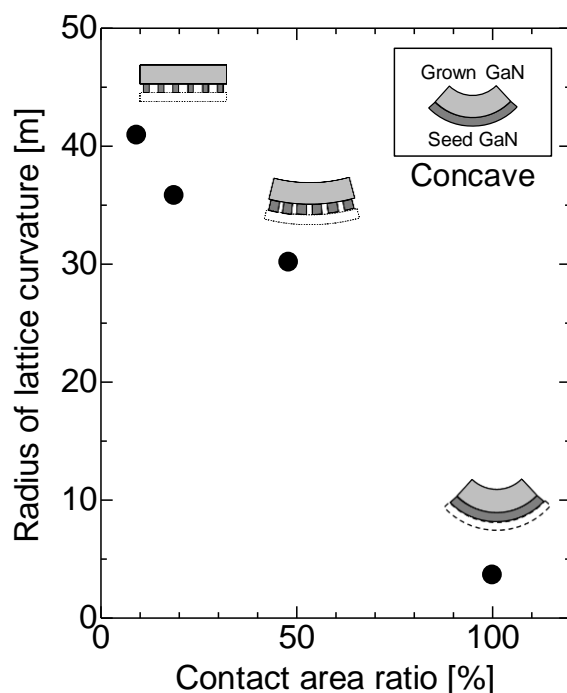 50
40
30
20
10
0
Radius of lattice curvature [m]
Grown GaN
Seed GaN
Concave
0
50
100
Contact area ratio [%]